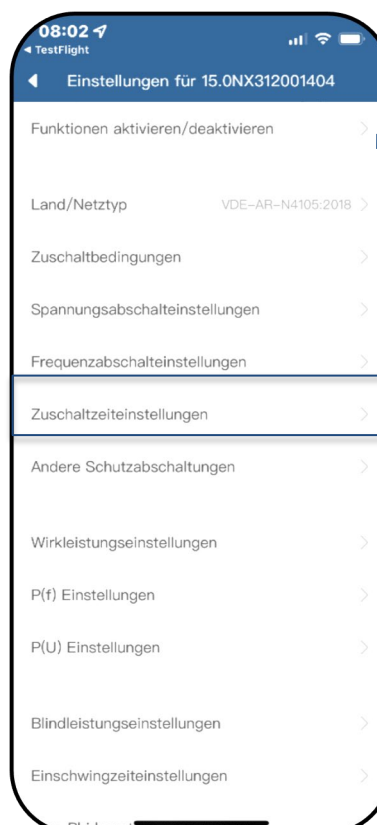 08:02
TestFlight
Einstellungen für 15.0NX312001404
Funktionen aktivieren/deaktivieren
Land/Netztyp VDE-AR-N4105:2018
Zuschaltbedingungen
Spannungsabschalteinstellungen
Frequenzabschalteinstellungen
Zuschaltzeiteinstellungen
Andere Schutzabschaltungen
Wirkleistungseinstellungen
P(f) Einstellungen
P(U) Einstellungen
Blindleistungseinstellungen
Einschwingzeiteinstellungen